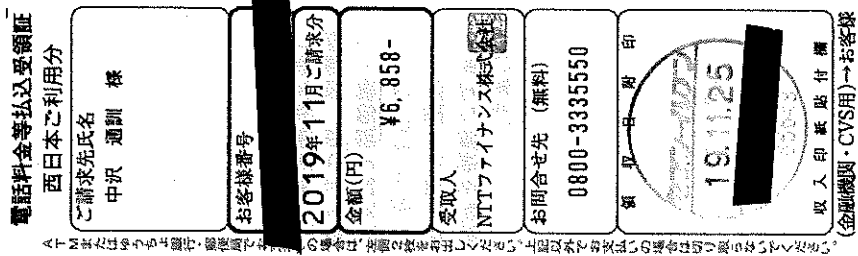 電話料金等払込受領証
西日本ご利用分
ご請求先氏名
中沢 通訓 様
お客様番号
2019年11月ご請求分
金額(円)
¥6,858-
受取人
NTTファイナンス株式会社
お問合せ先 (無料)
0800-3335550
領収日附印
19.11.25
収入印紙貼付欄
(金融機関・CVS用)→お客様
ATMまたはゆうちょ銀行・郵便局でお
の場合は、左側2枚をお出しください。上記以外でお支払いの場合は切り取らないでください。